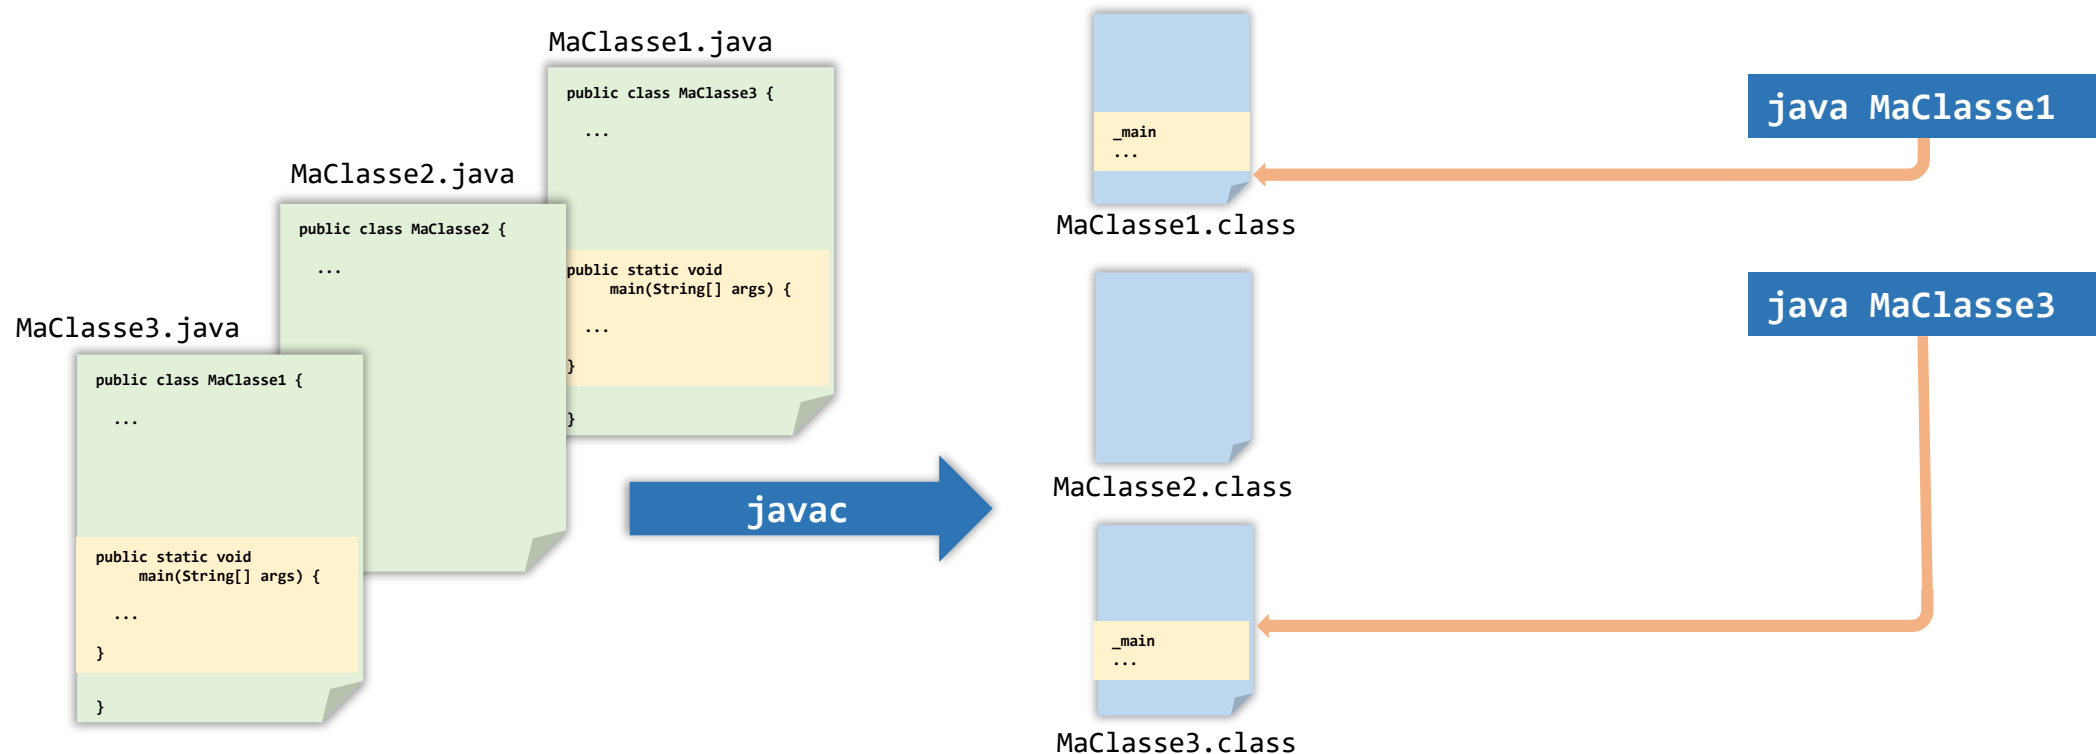 MaClasse1.java
public class MaClasse3 {
...
public static void
main(String[] args) {
...
}
}
MaClasse2.java
public class MaClasse2 {
...
MaClasse3.java
public class MaClasse1 {
...
public static void
main(String[] args) {
...
}
}
javac
_main
...
MaClasse1.class
MaClasse2.class
_main
...
MaClasse3.class
java MaClasse1
java MaClasse3